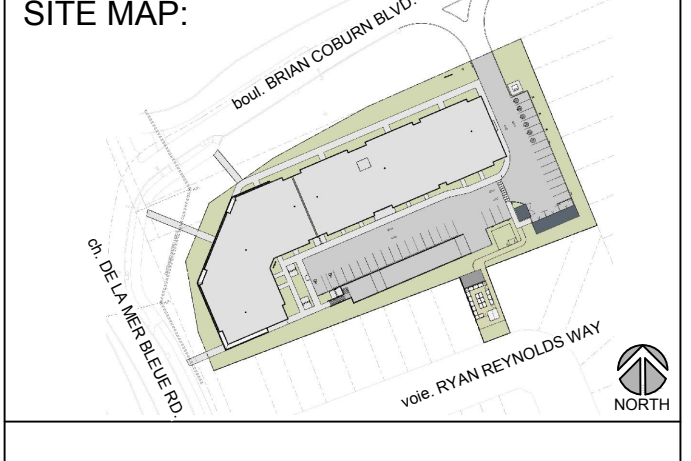 SITE MAP:
boul. BRIAN COBURN BLVD.
ch. DE LA MER BLEUE RD.
voie. RYAN REYNOLDS WAY
NORTH